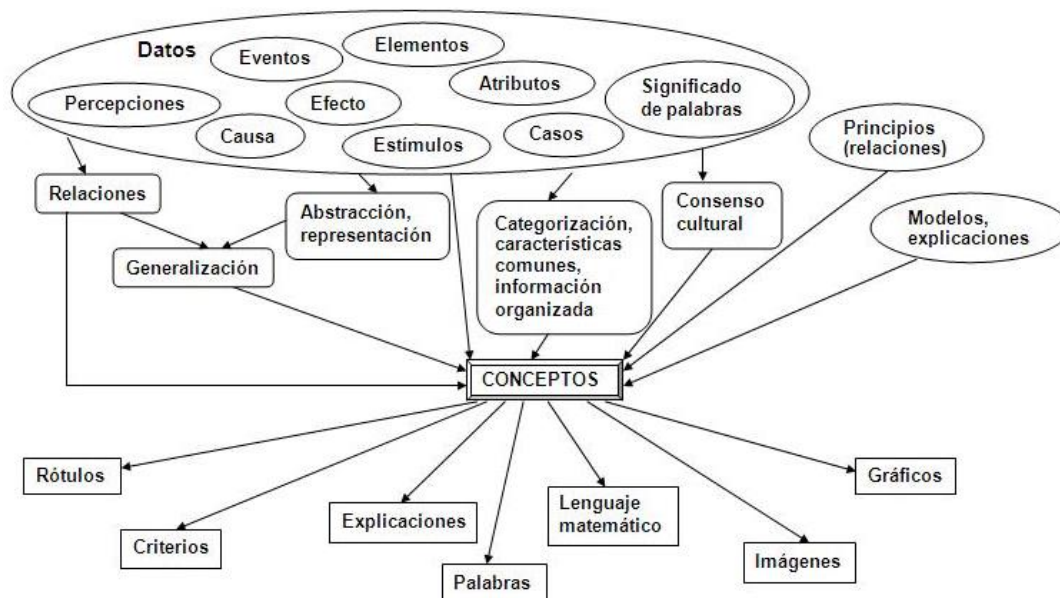 Datos
Eventos
Elementos
Percepciones
Efecto
Atributos
Significado
de palabras
Causa
Estímulos
Casos
Principios
(relaciones)
Relaciones
Abstracción,
representación
Categorización,
características
comunes,
información
organizada
Consenso
cultural
Modelos,
explicaciones
Generalización
CONCEPTOS
Rótulos
Criterios
Explicaciones
Palabras
Lenguaje
matemático
Imágenes
Gráficos